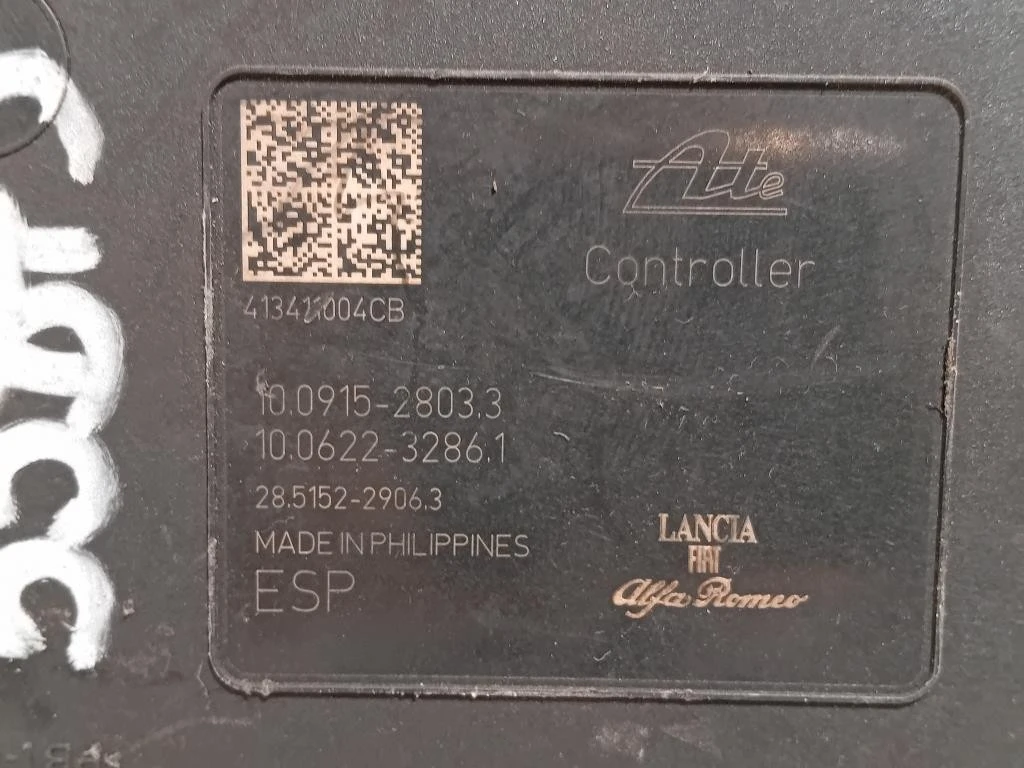 Ate
Controller
10.0915-2803.3
10.0622-3286.1
28.5152-2906.3
MADE IN PHILIPPINES
ESP
LANCIA
FIAT
Alfa Romeo